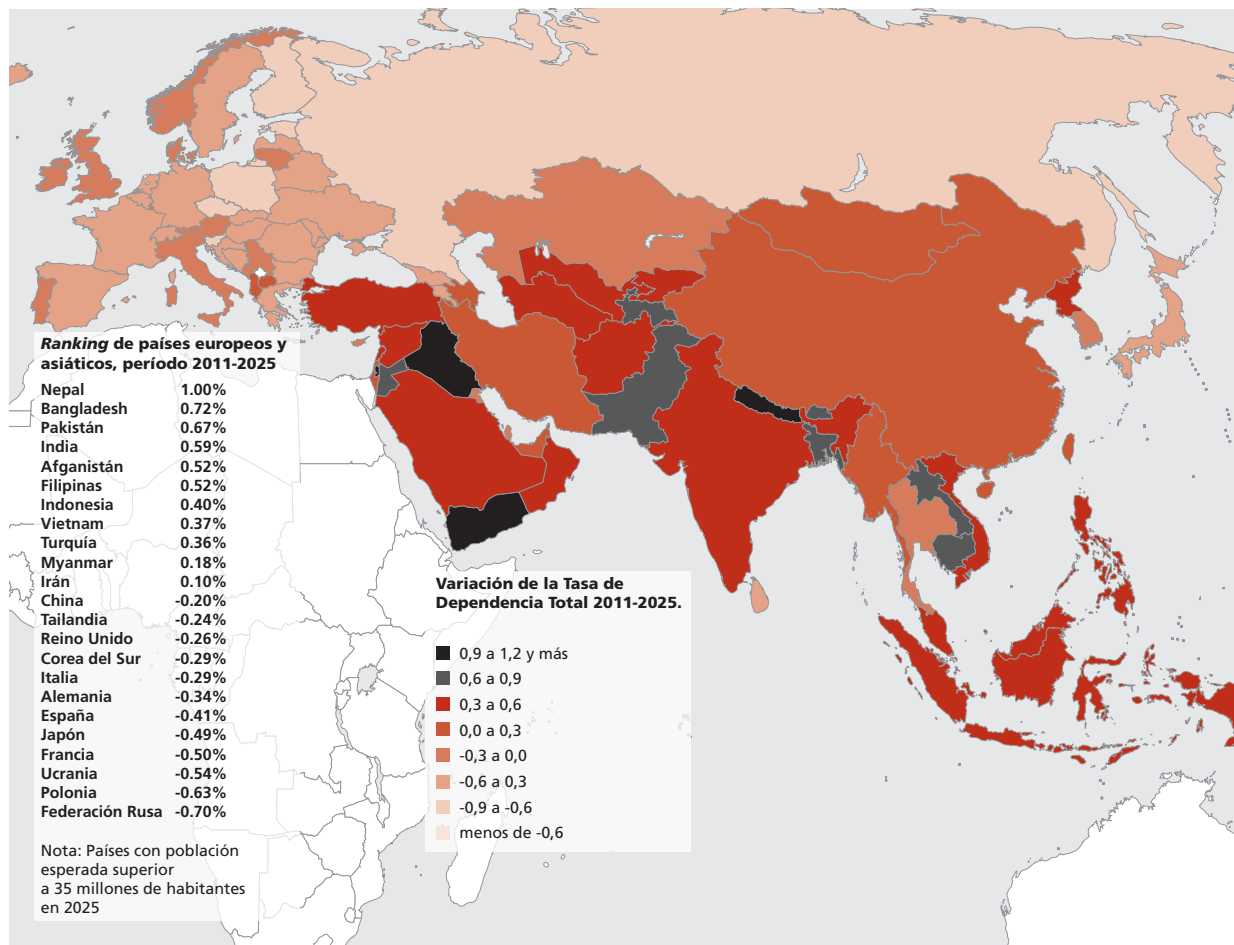 Ranking de países europeos y
asiáticos, período 2011-2025
Nepal 1.00%
Bangladesh 0.72%
Pakistán 0.67%
India 0.59%
Afganistán 0.52%
Filipinas 0.52%
Indonesia 0.40%
Vietnam 0.37%
Turquía 0.36%
Myanmar 0.18%
Irán 0.10%
China -0.20%
Tailandia -0.24%
Reino Unido -0.26%
Corea del Sur -0.29%
Italia -0.29%
Alemania -0.34%
España -0.41%
Japón -0.49%
Francia -0.50%
Ucrania -0.54%
Polonia -0.63%
Federación Rusa -0.70%
Nota: Países con población
esperada superior
a 35 millones de habitantes
en 2025
Variación de la Tasa de
Dependencia Total 2011-2025.
0,9 a 1,2 y más
0,6 a 0,9
0,3 a 0,6
0,0 a 0,3
-0,3 a 0,0
-0,6 a 0,3
-0,9 a -0,6
menos de -0,6